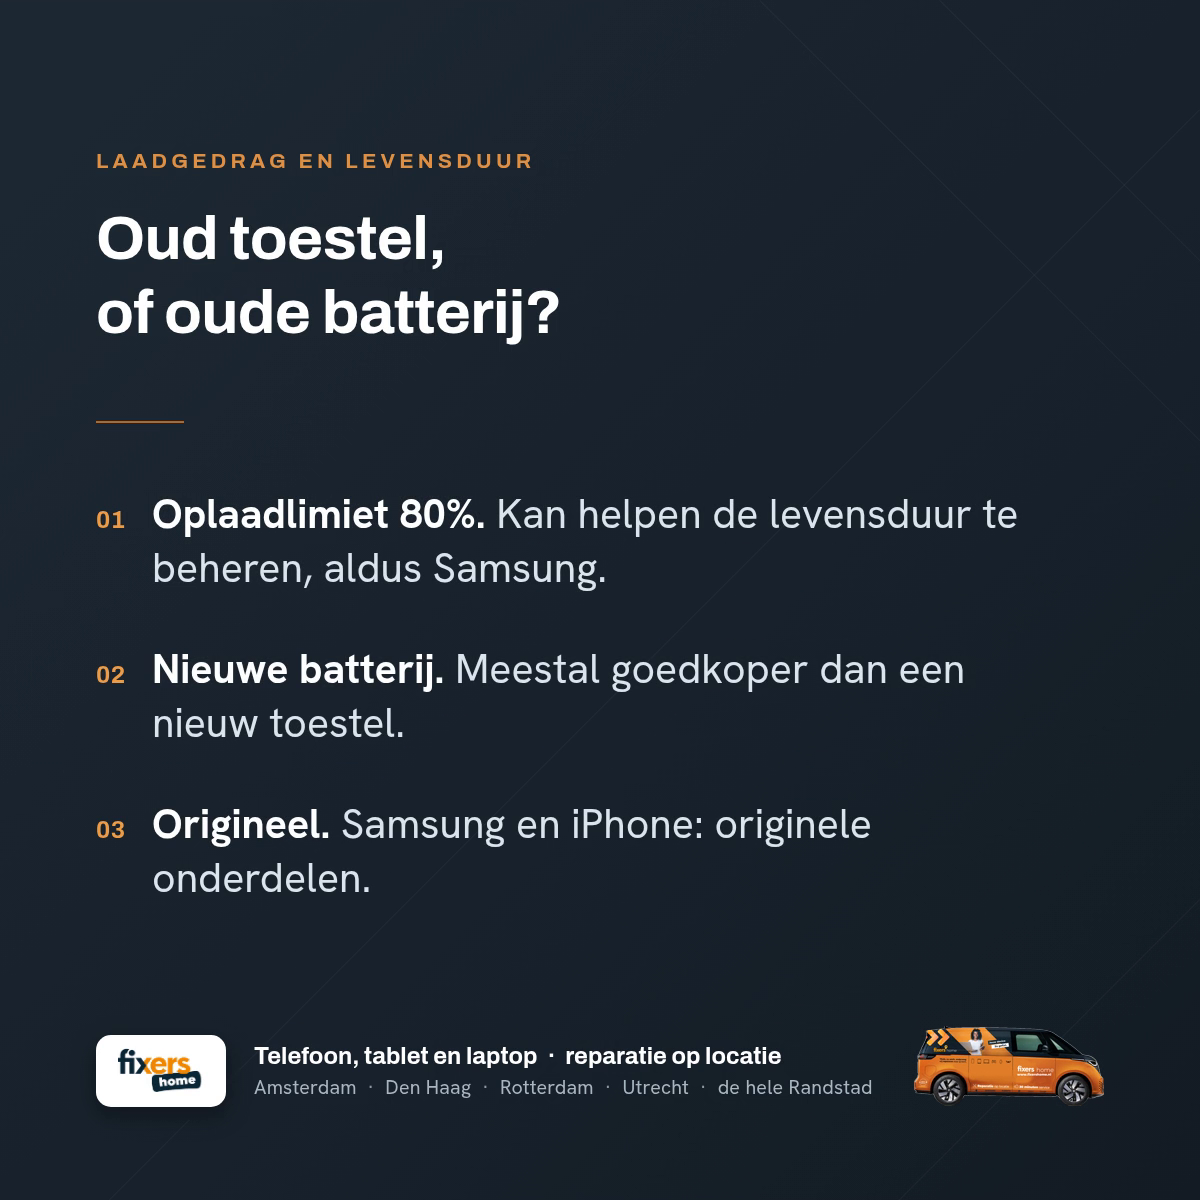 LAADGEDRAG EN LEVENSDUUR
Oud toestel,
of oude batterij?
01 Oplaadlimiet 80%. Kan helpen de levensduur te
beheren, aldus Samsung.
02 Nieuwe batterij. Meestal goedkoper dan een
nieuw toestel.
03 Origineel. Samsung en iPhone: originele
onderdelen.
fixers
home
Telefoon, tablet en laptop · reparatie op locatie
Amsterdam · Den Haag · Rotterdam · Utrecht · de hele Randstad
fixers home